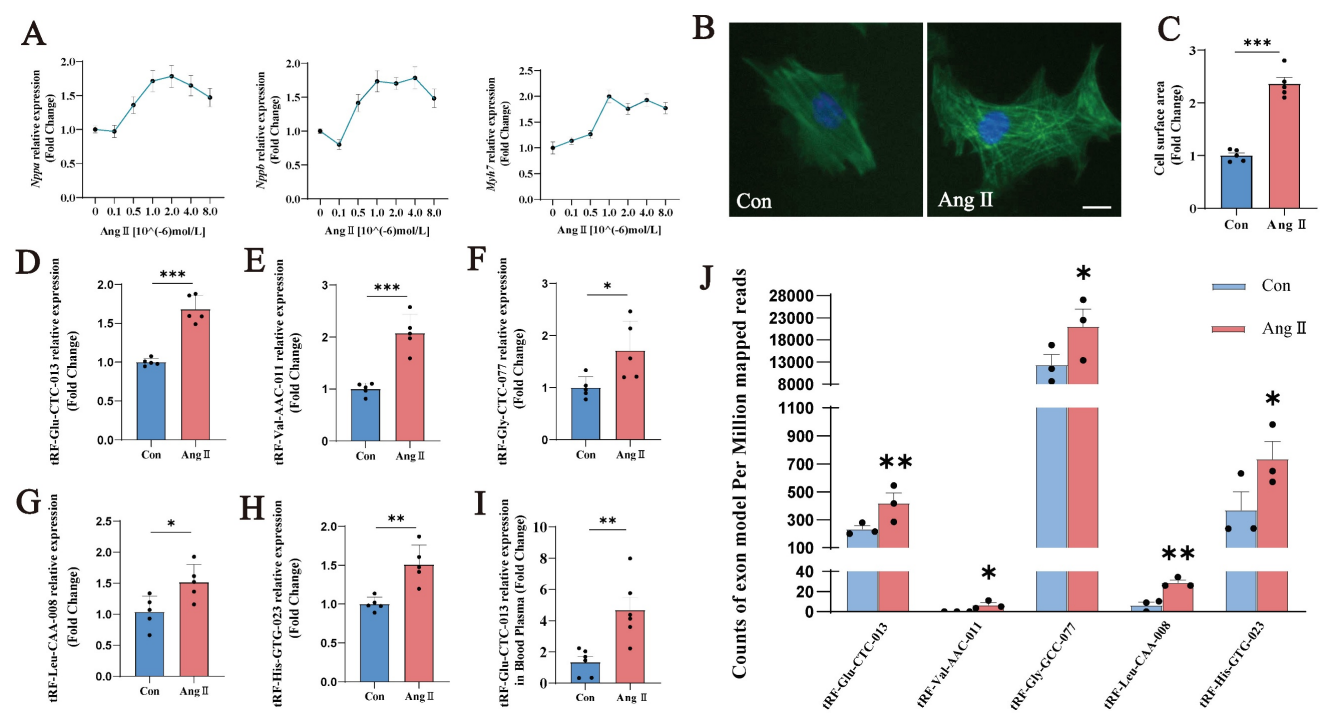 A
Nppa relative expression
(Fold Change)
2.0
1.5
1.0
0.5
0.0
0 0.1 0.5 1.0 2.0 4.0 8.0
Ang Ⅱ [10^(-6)mol/L]
Nppb relative expression
(Fold Change)
2.0
1.5
1.0
0.5
0.0
0 0.1 0.5 1.0 2.0 4.0 8.0
Ang Ⅱ [10^(-6)mol/L]
Myh7 relative expression
(Fold Change)
2.5
2.0
1.5
1.0
0.5
0.0
0 0.1 0.5 1.0 2.0 4.0 8.0
Ang Ⅱ [10^(-6)mol/L]
B
Con
Ang Ⅱ
C
Cell surface area
(Fold Change)
3
2
1
0
***
Con Ang Ⅱ
D
tRF-Glu-CTC-013 relative expression
(Fold Change)
2.0
1.5
1.0
0.5
0.0
***
Con Ang Ⅱ
E
tRF-Val-AAC-011 relative expression
(Fold Change)
3
2
1
0
***
Con Ang Ⅱ
F
tRF-Gly-CTC-077 relative expression
(Fold Change)
3
2
1
0
*
Con Ang Ⅱ
G
tRF-Leu-CAA-008 relative expression
(Fold Change)
2.5
2.0
1.5
1.0
0.5
0.0
*
Con Ang Ⅱ
H
tRF-His-GTG-023 relative expression
(Fold Change)
2.0
1.5
1.0
0.5
0.0
**
Con Ang Ⅱ
I
tRF-Glu-CTC-013 relative expression
in Blood Plasma (Fold Change)
10
8
6
4
2
0
**
Con Ang Ⅱ
J
Counts of exon model Per Million mapped reads
28000
23000
18000
13000
8000
1100
900
700
500
300
100
40
20
0
**
*
*
**
*
tRF-Glu-CTC-013
tRF-Val-AAC-011
tRF-Gly-GCC-077
tRF-Leu-CAA-008
tRF-His-GTG-023
Con
Ang Ⅱ